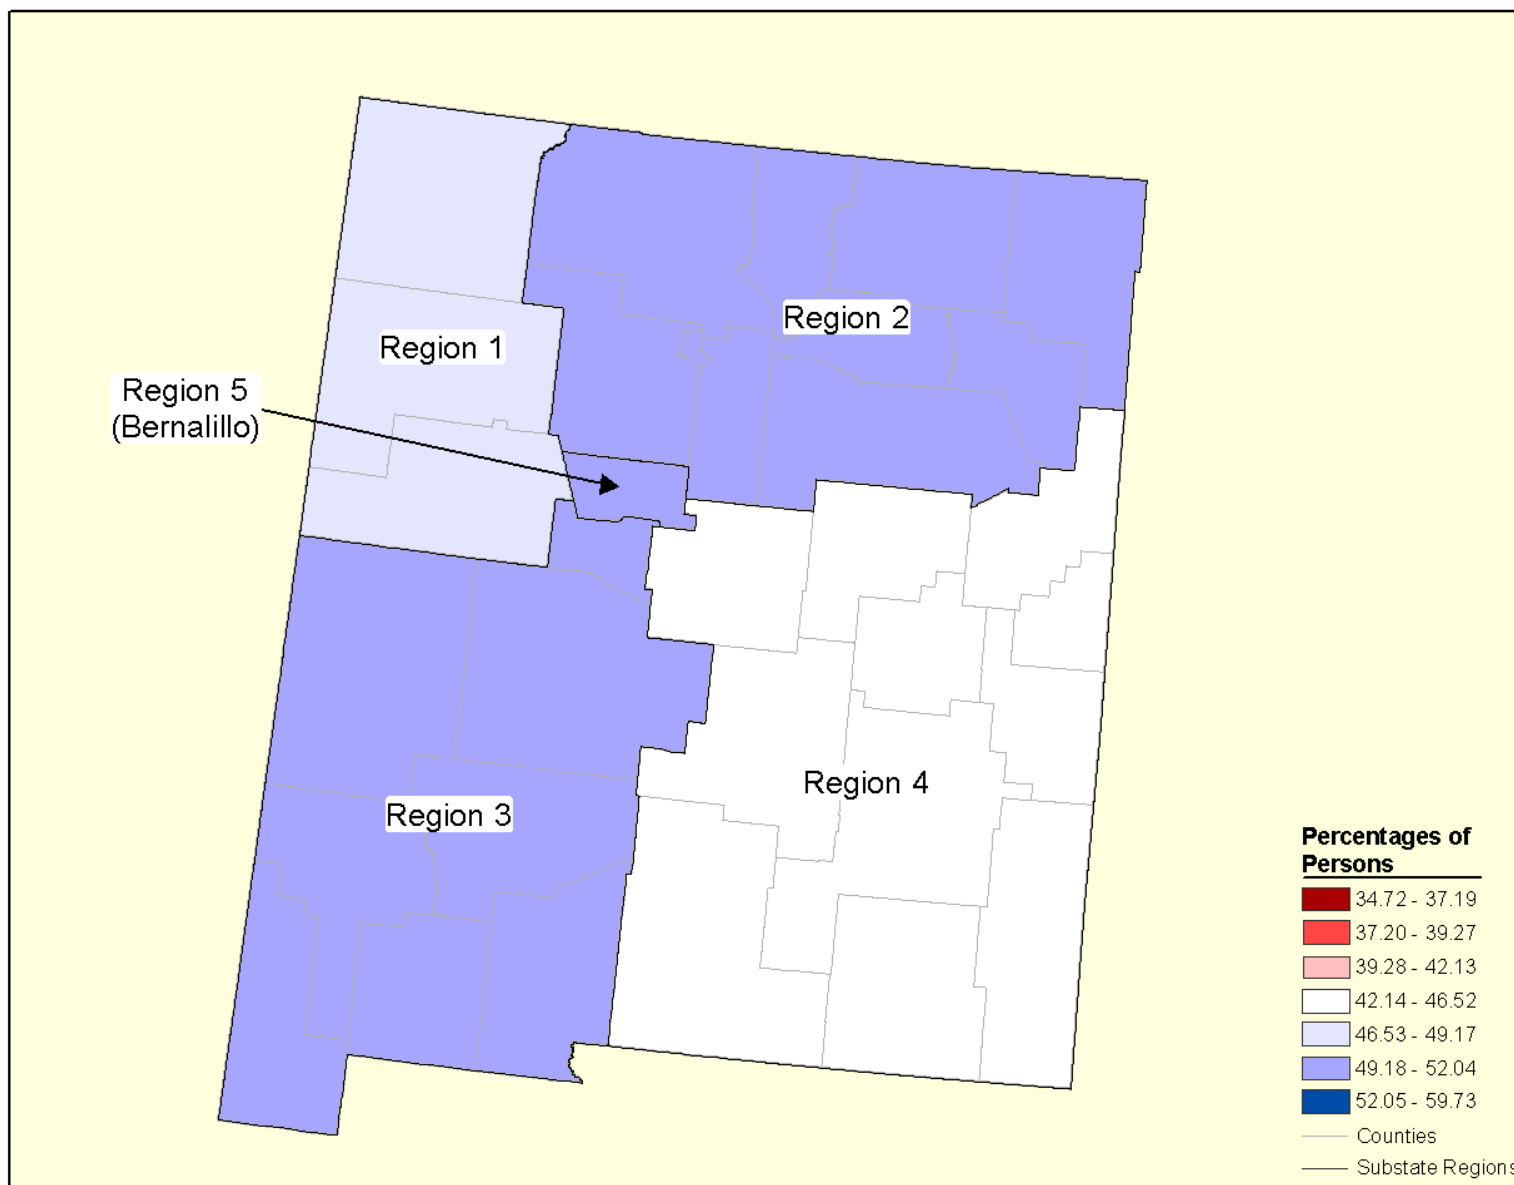 Region 2
Region 1
Region 5
(Bernalillo)
Region 4
Region 3
Percentages of
Persons
34.72 - 37.19
37.20 - 39.27
39.28 - 42.13
42.14 - 46.52
46.53 - 49.17
49.18 - 52.04
52.05 - 59.73
Counties
Substate Regions